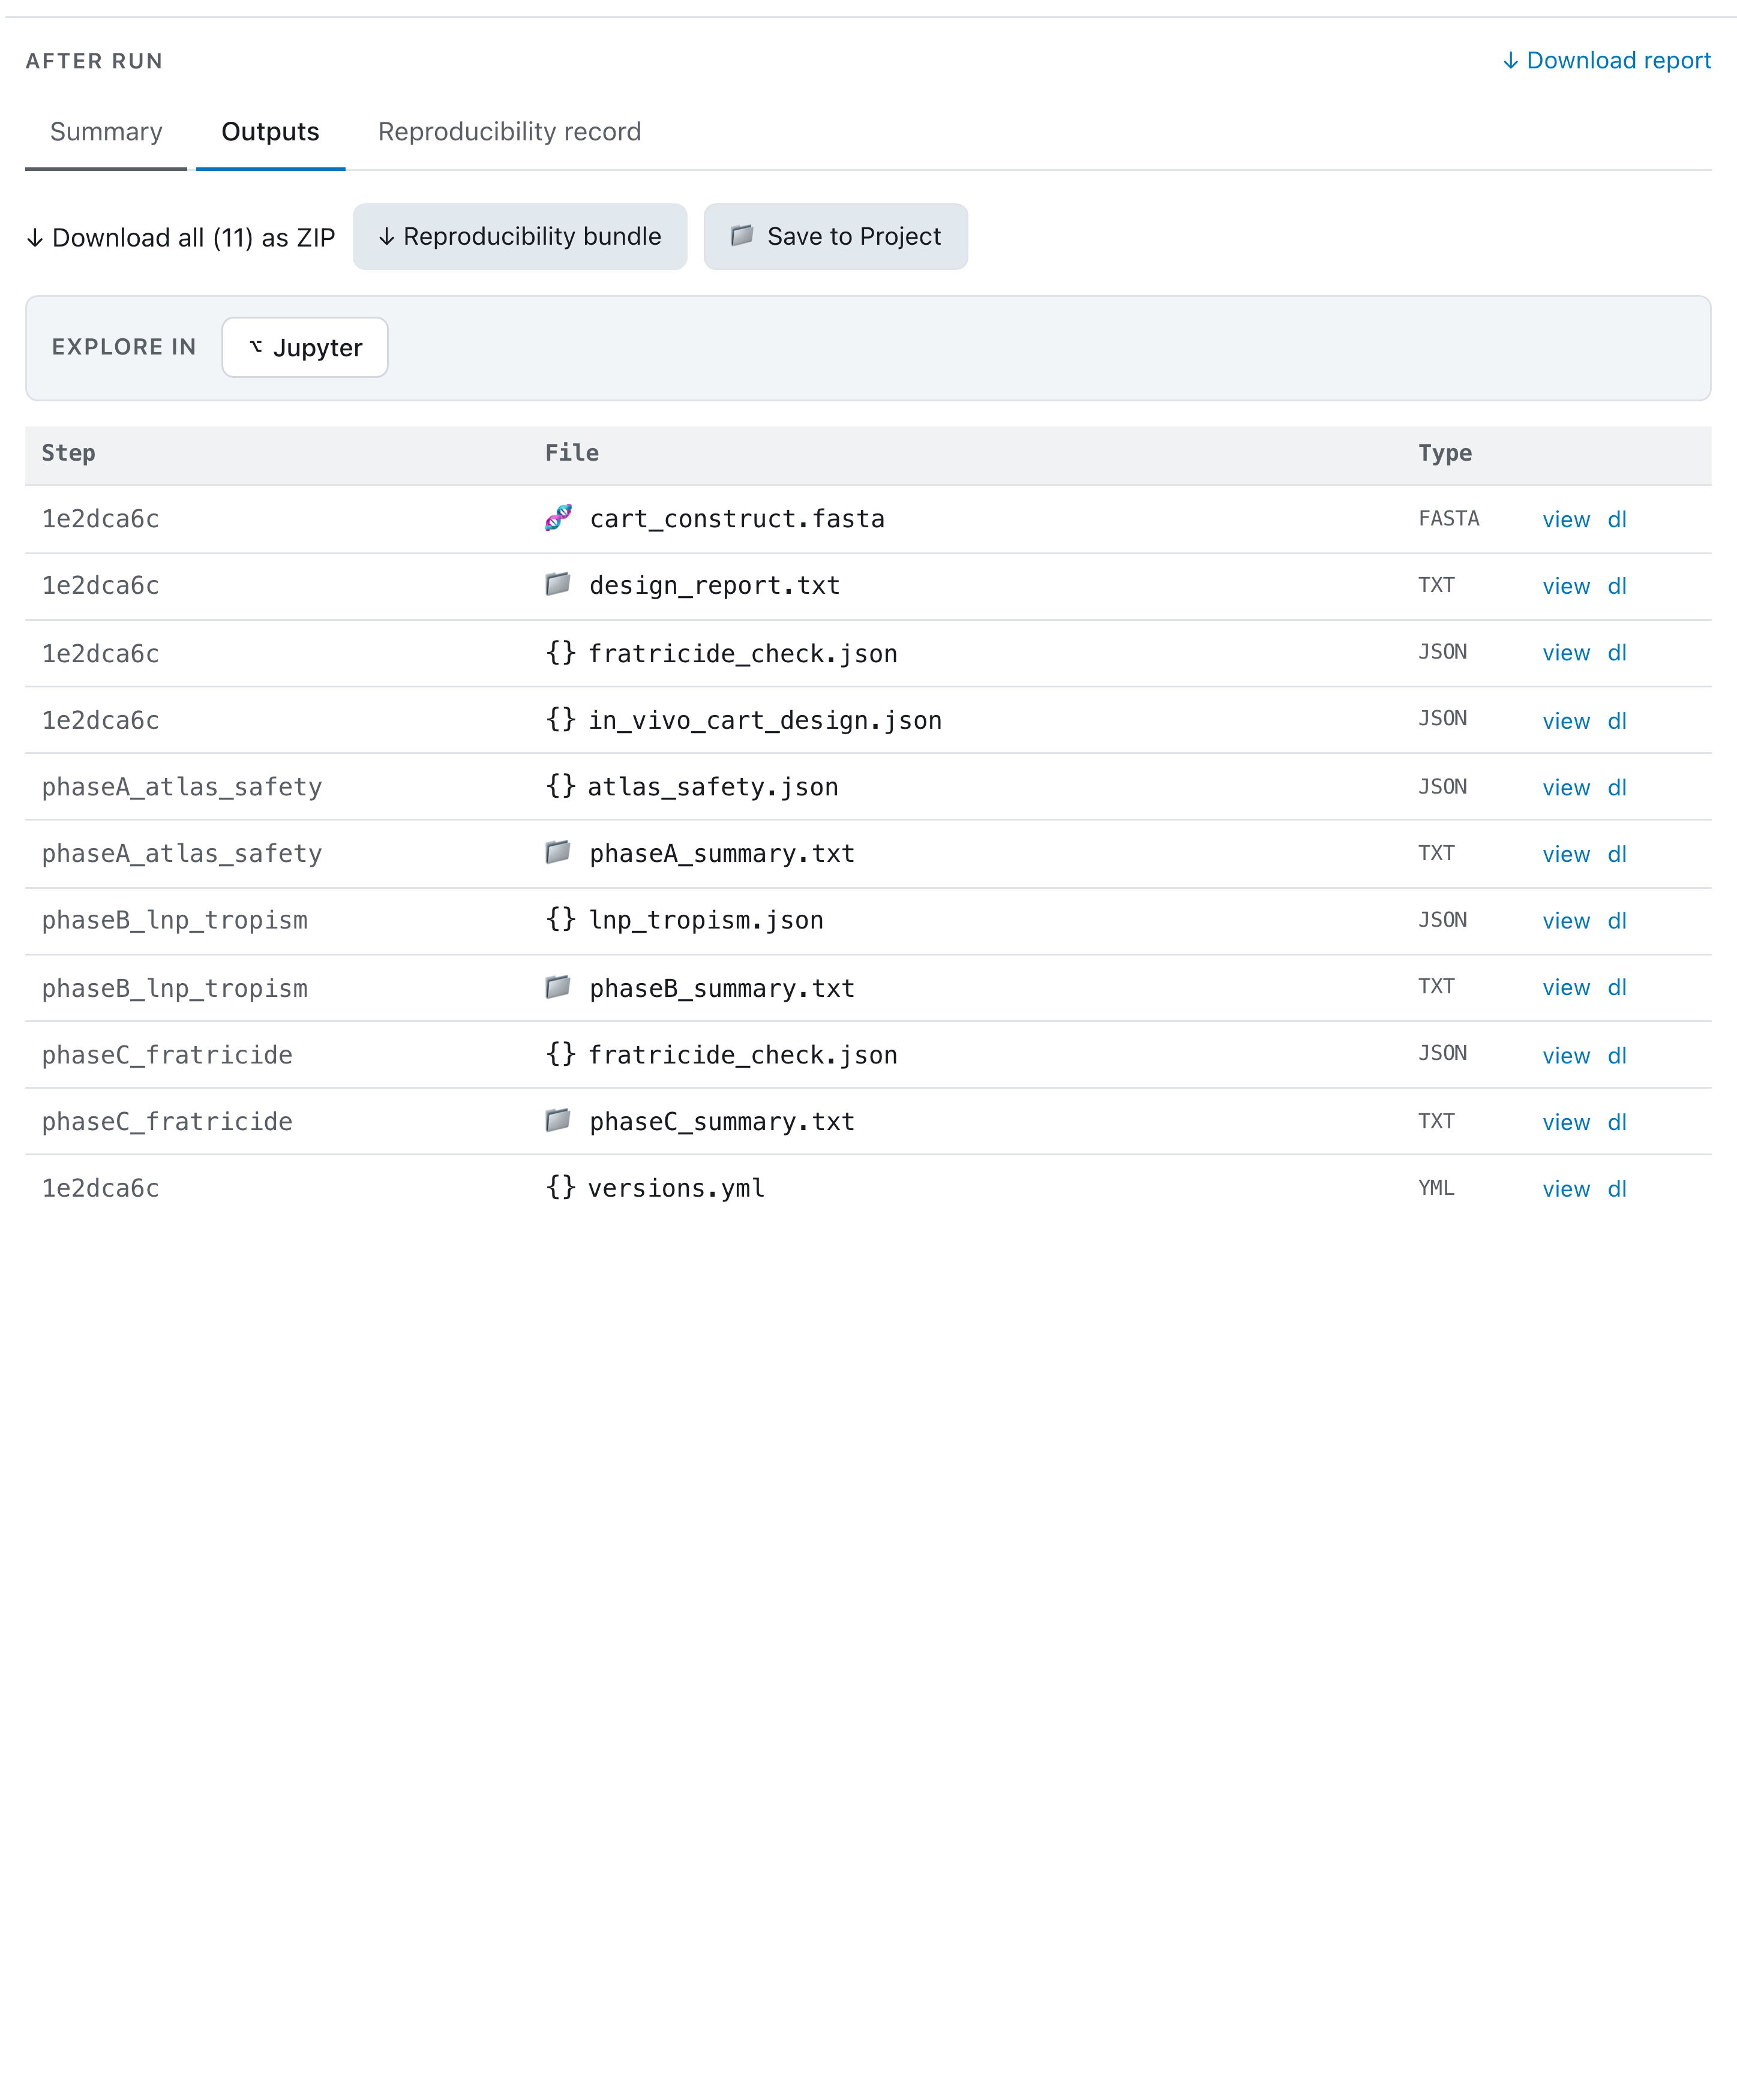 AFTER RUN ↓ Download report
Summary Outputs Reproducibility record
↓ Download all (11) as ZIP ↓ Reproducibility bundle Save to Project
EXPLORE IN ⌥ Jupyter
Step File Type
1e2dca6c cart_construct.fasta FASTA view dl
1e2dca6c design_report.txt TXT view dl
1e2dca6c {} fratricide_check.json JSON view dl
1e2dca6c {} in_vivo_cart_design.json JSON view dl
phaseA_atlas_safety {} atlas_safety.json JSON view dl
phaseA_atlas_safety phaseA_summary.txt TXT view dl
phaseB_lnp_tropism {} lnp_tropism.json JSON view dl
phaseB_lnp_tropism phaseB_summary.txt TXT view dl
phaseC_fratricide {} fratricide_check.json JSON view dl
phaseC_fratricide phaseC_summary.txt TXT view dl
1e2dca6c {} versions.yml YML view dl